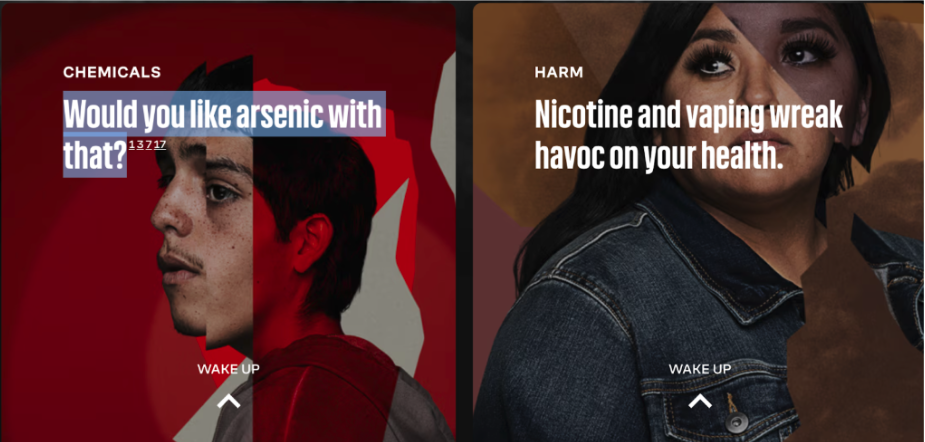 CHEMICALS
Would you like arsenic with
that? 1 3 7 17
WAKE UP
HARM
Nicotine and vaping wreak
havoc on your health.
WAKE UP